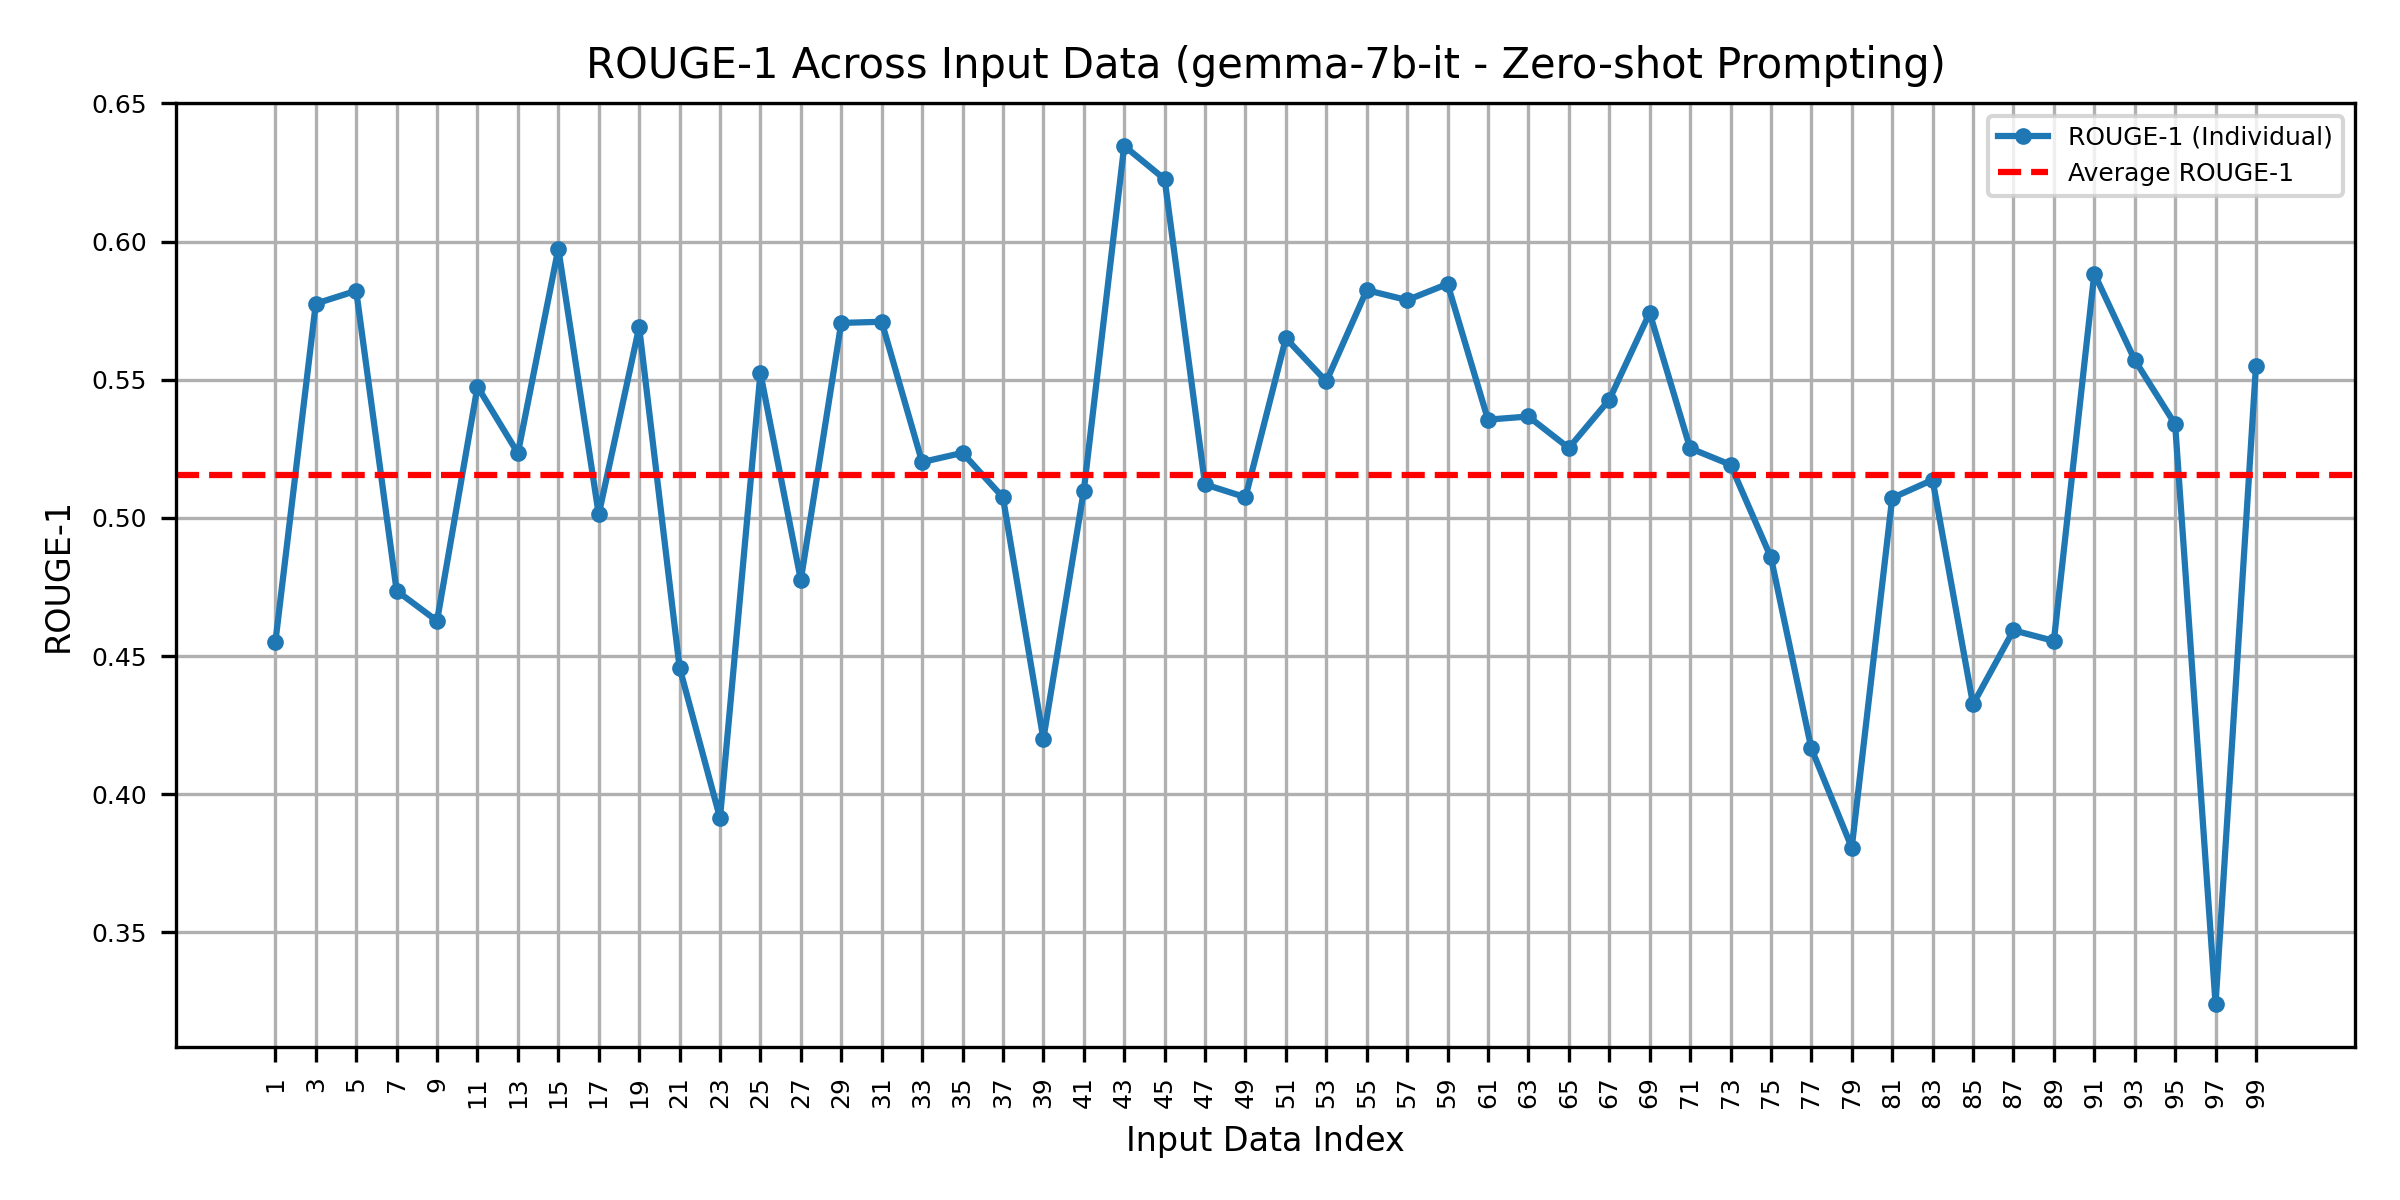 ROUGE-1 Across Input Data (gemma-7b-it - Zero-shot Prompting)
ROUGE-1 (Individual)
Average ROUGE-1
0.65
0.60
0.55
0.50
0.45
0.40
0.35
ROUGE-1
1 3 5 7 9 11 13 15 17 19 21 23 25 27 29 31 33 35 37 39 41 43 45 47 49 51 53 55 57 59 61 63 65 67 69 71 73 75 77 79 81 83 85 87 89 91 93 95 97 99
Input Data Index